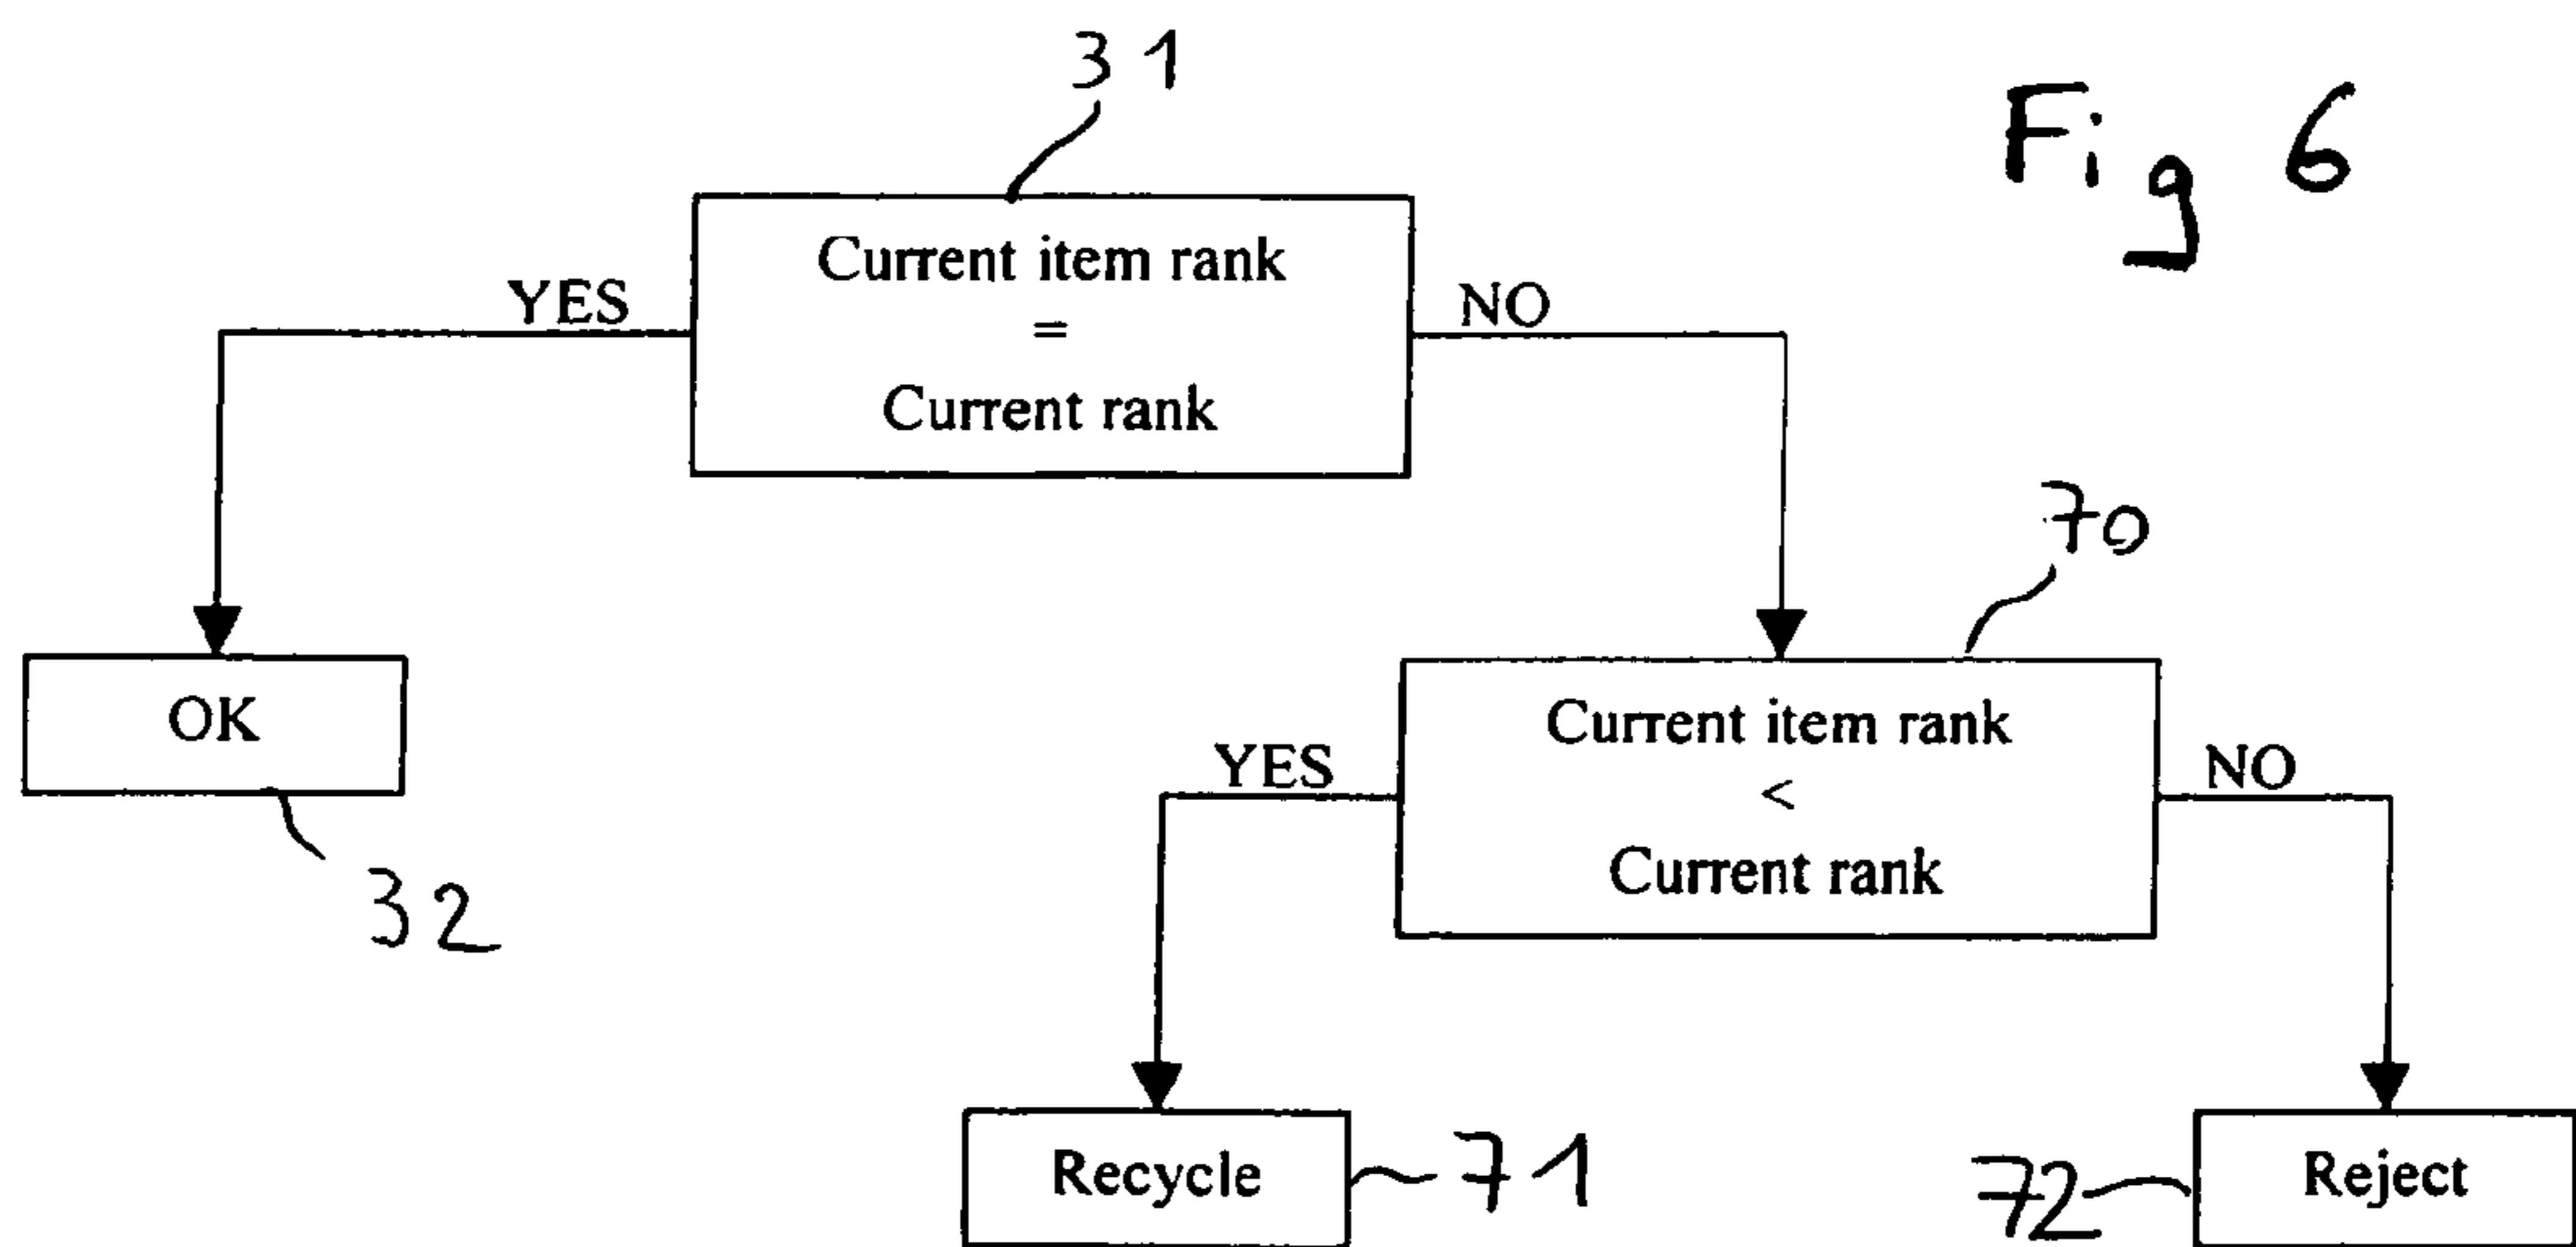 31
Fig 6
Current item rank
=
Current rank
YES
NO
70
OK
32
Current item rank
<
Current rank
YES
NO
Recycle
71
72
Reject